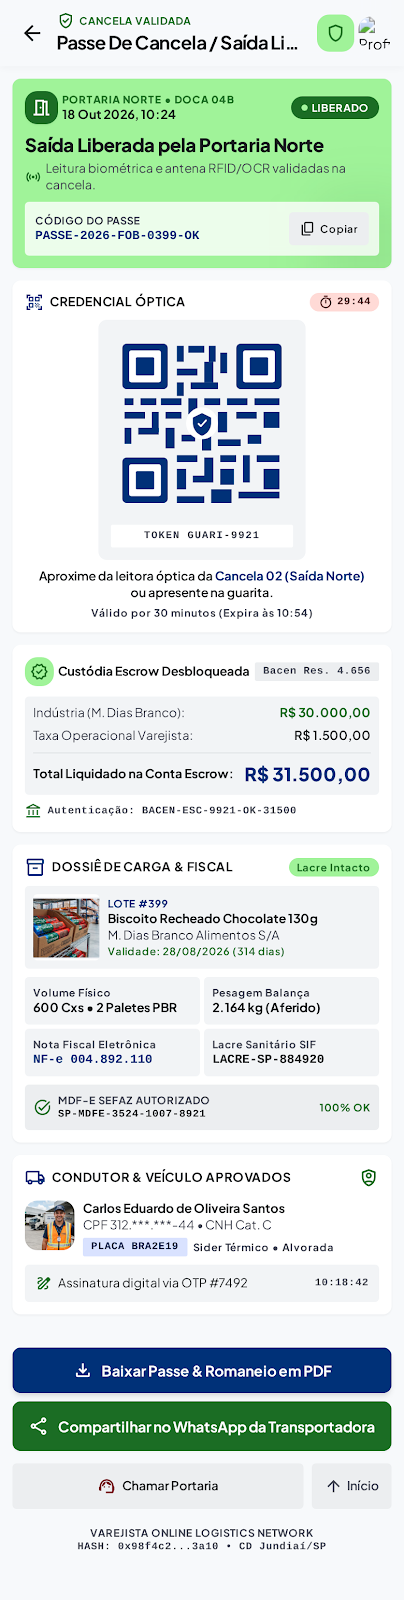 CANCELA VALIDADA
Passe De Cancela / Saída Li...
Prof
PORTARIA NORTE • DOCA 04B
18 Out 2026, 10:24
LIBERADO
Saída Liberada pela Portaria Norte
Leitura biométrica e antena RFID/OCR validadas na
cancela.
CÓDIGO DO PASSE
PASSE-2026-FOB-0399-OK
Copiar
CREDENCIAL ÓPTICA
29:44
TOKEN GUARI-9921
Aproxime da leitora óptica da Cancela 02 (Saída Norte)
ou apresente na guarita.
Válido por 30 minutos (Expira às 10:54)
Custódia Escrow Desbloqueada
Bacen Res. 4.656
Indústria (M. Dias Branco):
R$ 30.000,00
Taxa Operacional Varejista:
R$ 1.500,00
Total Liquidado na Conta Escrow:
R$ 31.500,00
Autenticação: BACEN-ESC-9921-OK-31500
DOSSIÊ DE CARGA & FISCAL
Lacre Intacto
LOTE #399
Biscoito Recheado Chocolate 130g
M. Dias Branco Alimentos S/A
Validade: 28/08/2026 (314 dias)
Volume Físico
600 Cxs • 2 Paletes PBR
Pesagem Balança
2.164 kg (Aferido)
Nota Fiscal Eletrônica
NF-e 004.892.110
Lacre Sanitário SIF
LACRE-SP-884920
MDF-E SEFAZ AUTORIZADO
SP-MDFE-3524-1007-8921
100% OK
CONDUTOR & VEÍCULO APROVADOS
Carlos Eduardo de Oliveira Santos
CPF 312.***.***-44 • CNH Cat. C
PLACA BRA2E19
Sider Térmico • Alvorada
Assinatura digital via OTP #7492
10:18:42
Baixar Passe & Romaneio em PDF
Compartilhar no WhatsApp da Transportadora
Chamar Portaria
Início
VAREJISTA ONLINE LOGISTICS NETWORK
HASH: 0x98f4c2...3a10 • CD Jundiaí/SP